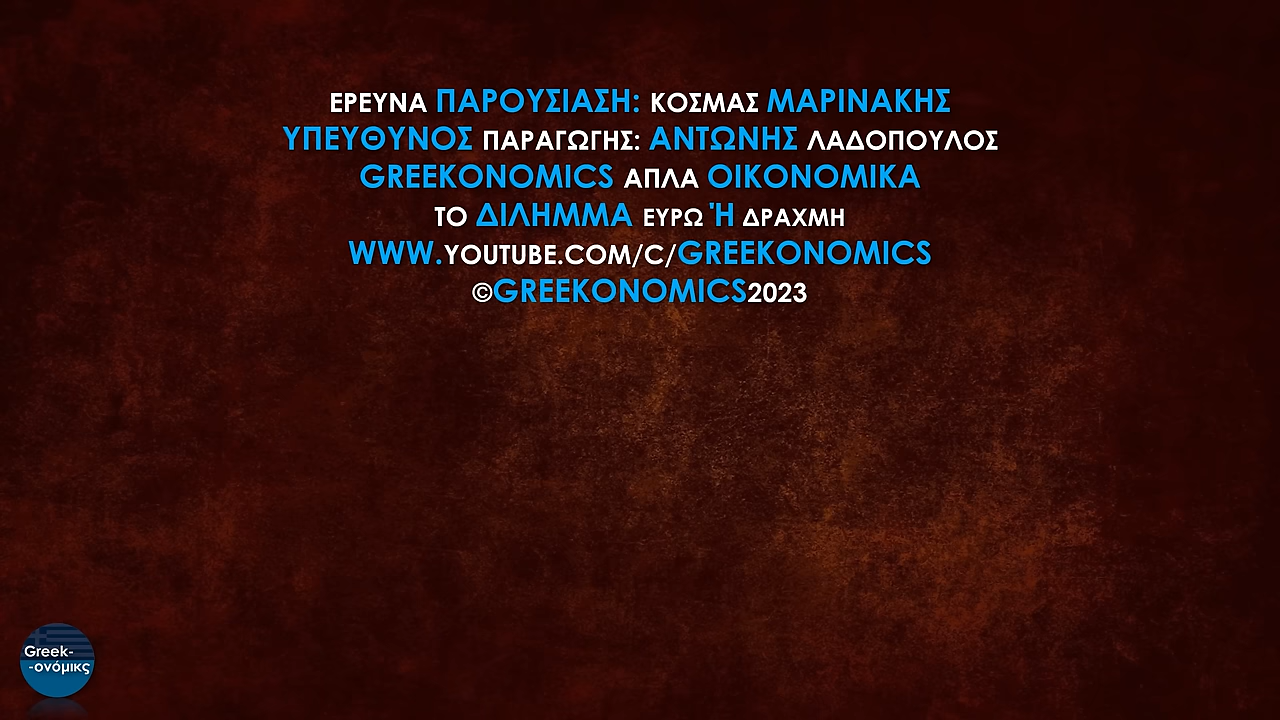 ΕΡΕΥΝΑ ΠΑΡΟΥΣΙΑΣΗ: ΚΟΣΜΑΣ ΜΑΡΙΝΑΚΗΣ
ΥΠΕΥΘΥΝΟΣ ΠΑΡΑΓΩΓΗΣ: ΑΝΤΩΝΗΣ ΛΑΔΟΠΟΥΛΟΣ
GREEKONOMICS ΑΠΛΑ ΟΙΚΟΝΟΜΙΚΑ
ΤΟ ΔΙΛΗΜΜΑ ΕΥΡΩ Ή ΔΡΑΧΜΗ
WWW.YOUTUBE.COM/C/GREEKONOMICS
©GREEKONOMICS2023
Greek-
-ονόμικς